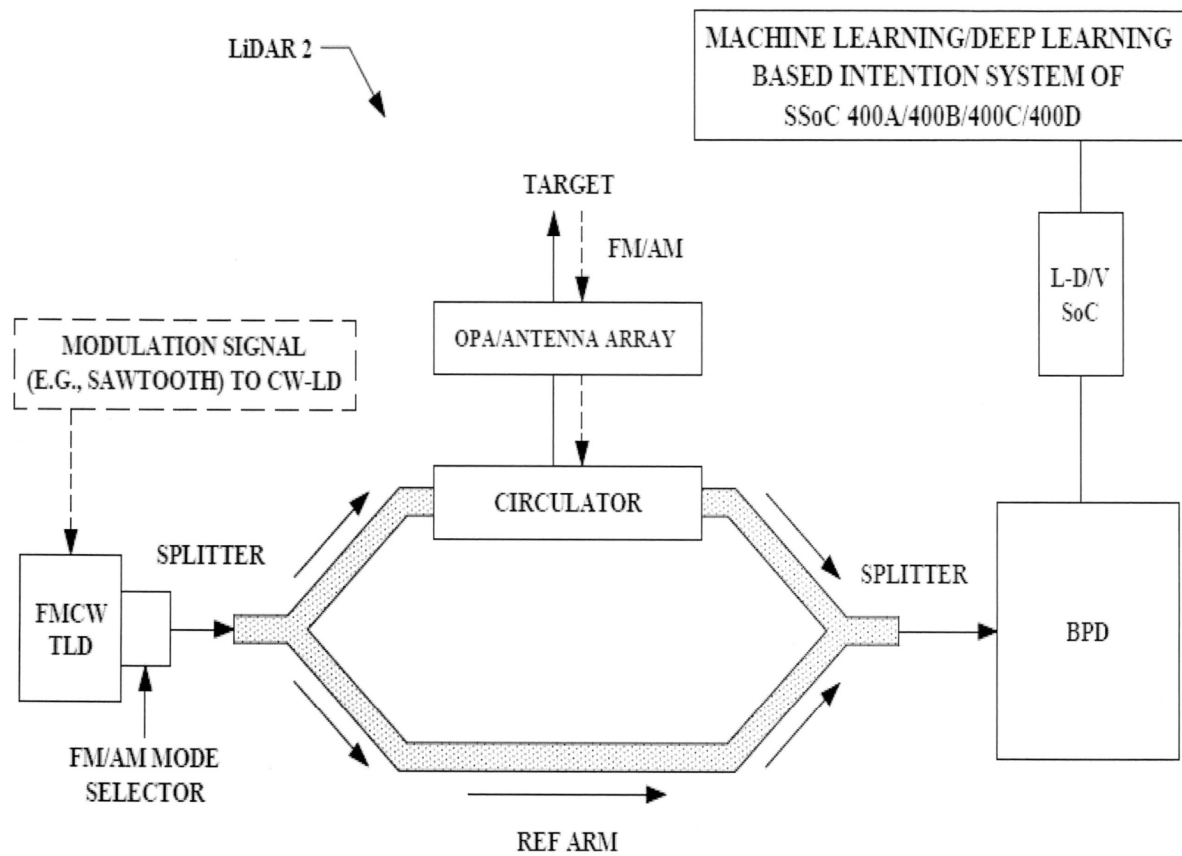 LiDAR 2
MACHINE LEARNING/DEEP LEARNING
BASED INTENTION SYSTEM OF
SSoC 400A/400B/400C/400D
TARGET
FM/AM
L-D/V
SoC
OPA/ANTENNA ARRAY
MODULATION SIGNAL
(E.G., SAWTOOTH) TO CW-LD
CIRCULATOR
SPLITTER
SPLITTER
FMCW
TLD
BPD
FM/AM MODE
SELECTOR
REF ARM